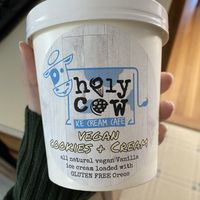 holy
cow
ICE CREAM CAFE
VEGAN
COOKIES + CREAM
all natural vegan Vanilla
ice cream loaded with
GLUTEN FREE Oreos